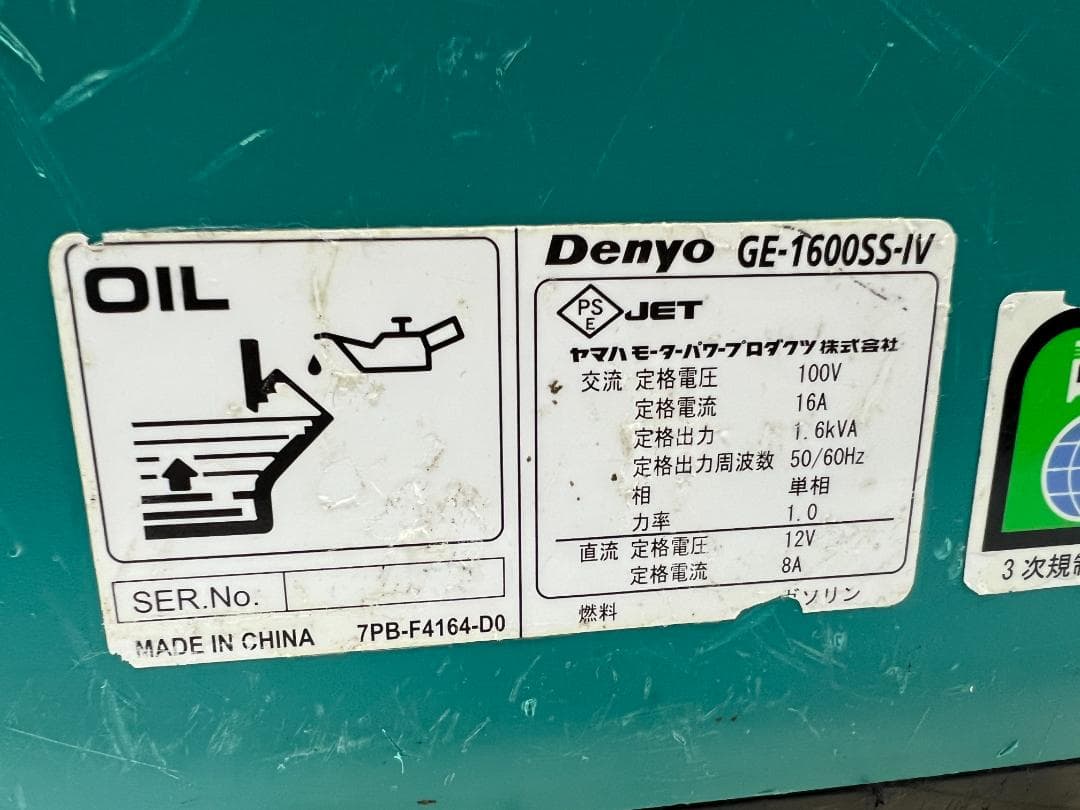 OIL
SER.No.
MADE IN CHINA 7PB-F4164-D0
Denyo GE-1600SS-IV
PS
E
JET
ヤマハモーターパワープロダクツ株式会社
交流 定格電圧 100V
定格電流 16A
定格出力 1.6kVA
定格出力周波数 50/60Hz
相 単相
力率 1.0
直流 定格電圧 12V
定格電流 8A
燃料 ガソリン
3次規制